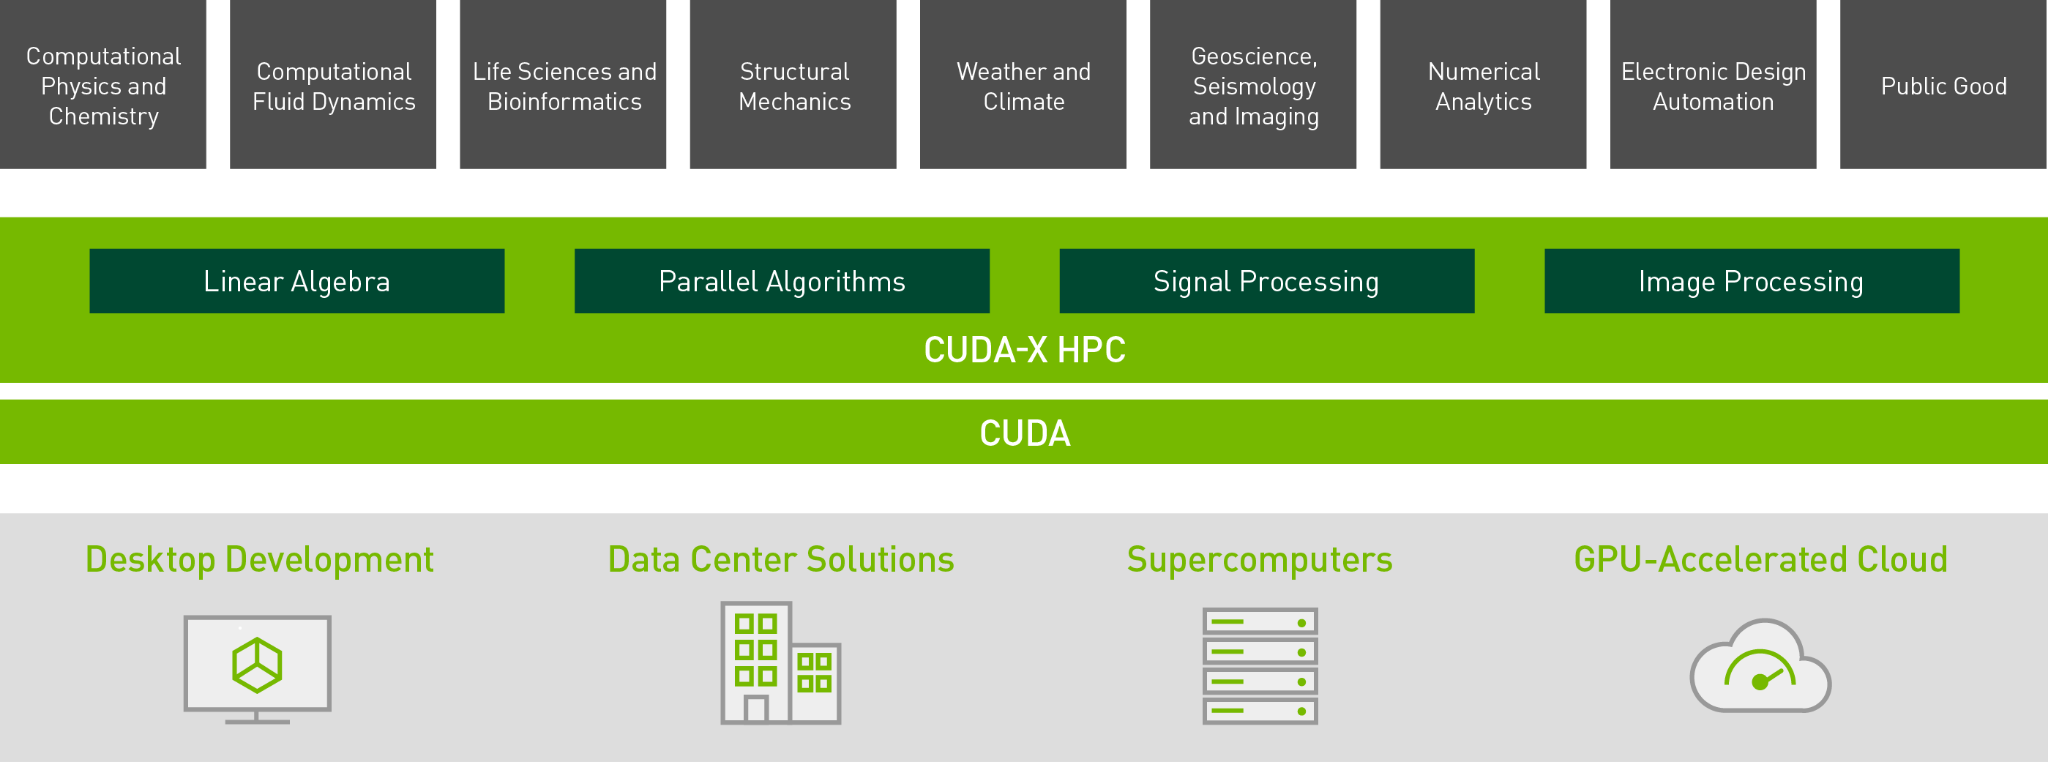 Computational
Physics and
Chemistry
Computational
Fluid Dynamics
Life Sciences and
Bioinformatics
Structural
Mechanics
Weather and
Climate
Geoscience,
Seismology
and Imaging
Numerical
Analytics
Electronic Design
Automation
Public Good
Linear Algebra
Parallel Algorithms
Signal Processing
Image Processing
CUDA-X HPC
CUDA
Desktop Development
Data Center Solutions
Supercomputers
GPU-Accelerated Cloud